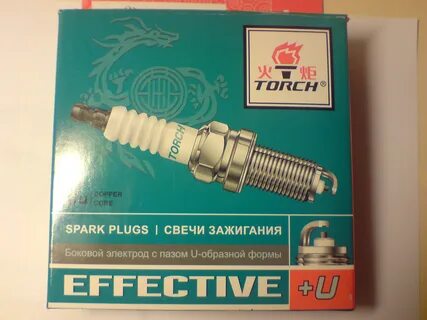 火 炬
TORCH®
TORCH
COPPER
CORE
SPARK PLUGS | СВЕЧИ ЗАЖИГАНИЯ
Боковой электрод с пазом U-образной формы
EFFECTIVE +U